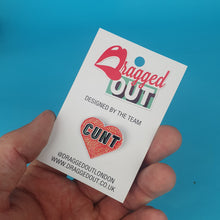 Dragged
OUT
DESIGNED BY THE TEAM
CUNT
@DRAGGEDOUTLONDON
WWW.DRAGGEDOUT.CO.UK